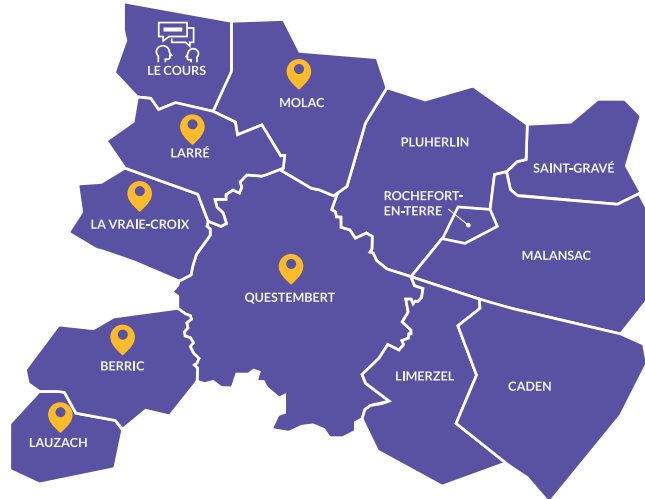 LE COURS
MOLAC
LARRÉ
PLUHERLIN
SAINT-GRAVÉ
ROCHEFORT-
EN-TERRE
LA VRAIE-CROIX
MALANSAC
QUESTEMBERT
BERRIC
LIMERZEL
CADEN
LAUZACH